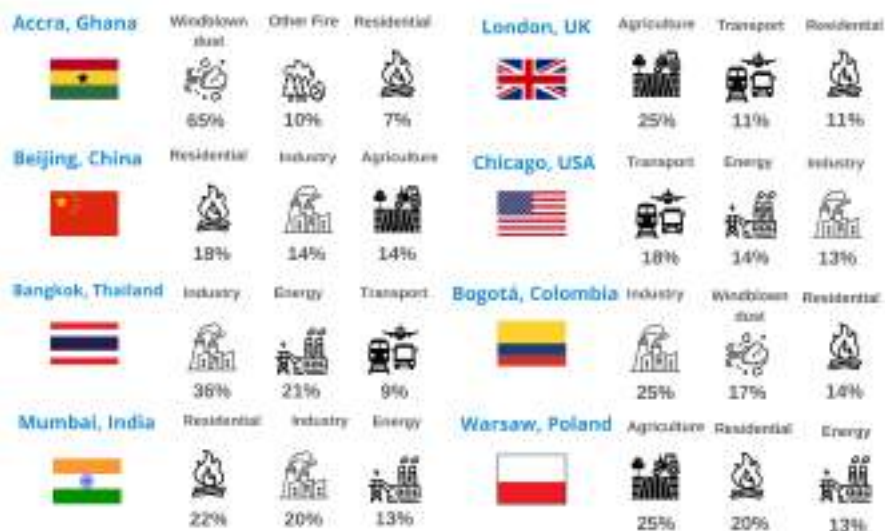 Accra, Ghana
Windblown dust
Other Fire
Residential
65%
10%
7%
London, UK
Agriculture
Transport
Residential
25%
11%
11%
Beijing, China
Residential
Industry
Agriculture
18%
14%
14%
Chicago, USA
Transport
Energy
Industry
18%
14%
13%
Bangkok, Thailand
Industry
Energy
Transport
36%
21%
9%
Bogotá, Colombia
Industry
Windblown dust
Residential
25%
17%
14%
Mumbai, India
Residential
Industry
Energy
22%
20%
13%
Warsaw, Poland
Agriculture
Residential
Energy
25%
20%
13%